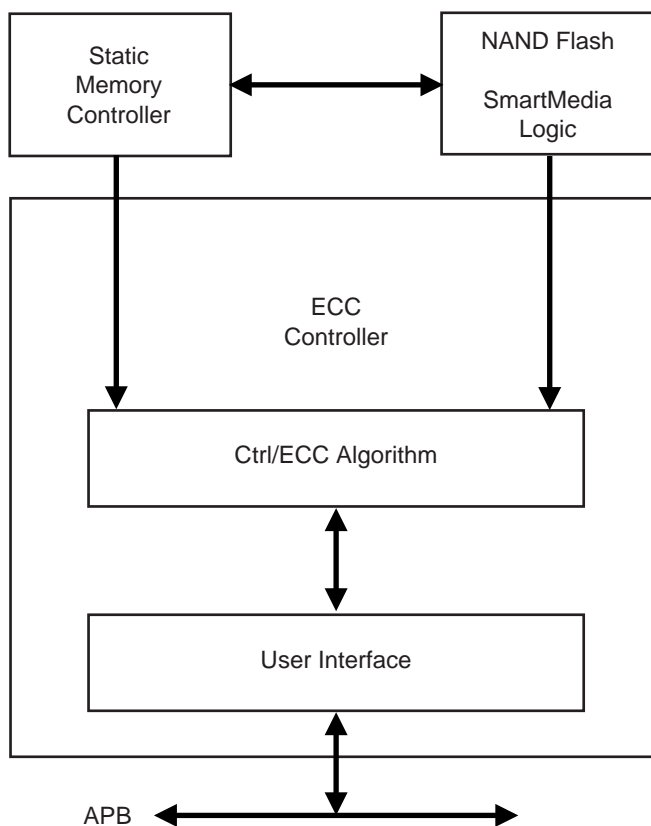 Static
Memory
Controller
NAND Flash
SmartMedia
Logic
ECC
Controller
Ctrl/ECC Algorithm
User Interface
APB